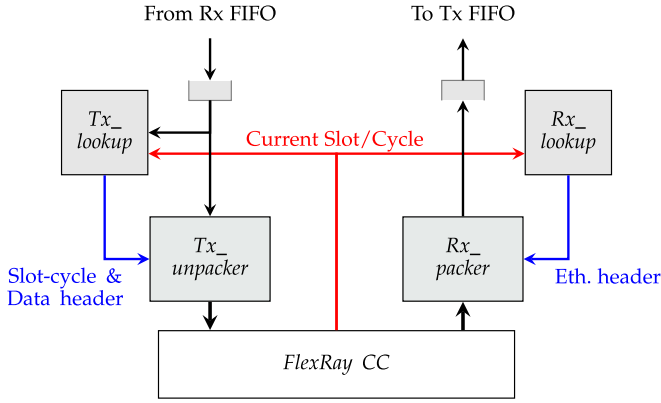 From Rx FIFO
To Tx FIFO
Tx_
lookup
Current Slot/Cycle
Rx_
lookup
Tx_
unpacker
Rx_
packer
Slot-cycle &
Data header
Eth. header
FlexRay CC